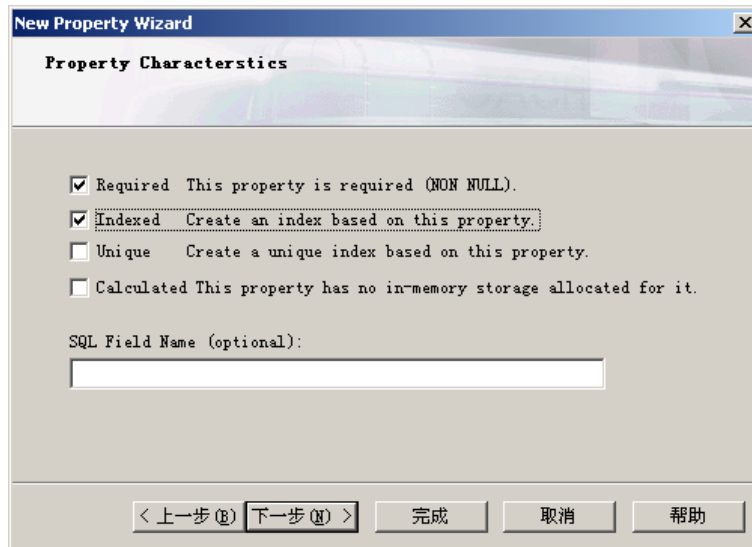 New Property Wizard
Property Characterstics
Required This property is required (NON NULL).
Indexed Create an index based on this property.
Unique Create a unique index based on this property.
Calculated This property has no in-memory storage allocated for it.
SQL Field Name (optional):
< 上一步(B) 下一步(N) > 完成 取消 帮助